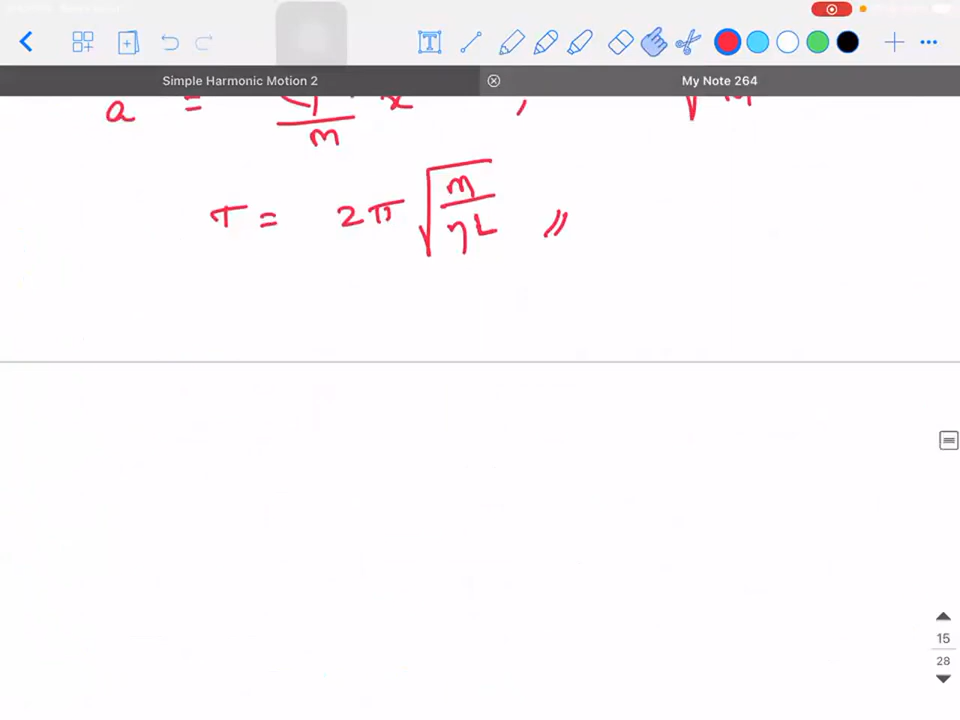 Simple Harmonic Motion 2
My Note 264
a = m x ,
T = 2π √(m/ηL) //
15
28